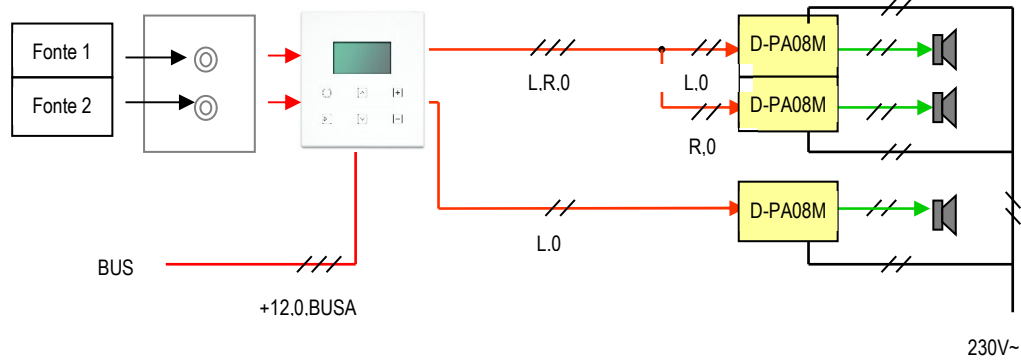 Fonte 1
Fonte 2
L,R,0
L,0
R,0
D-PA08M
D-PA08M
L.0
D-PA08M
BUS
+12,0,BUSA
230V~